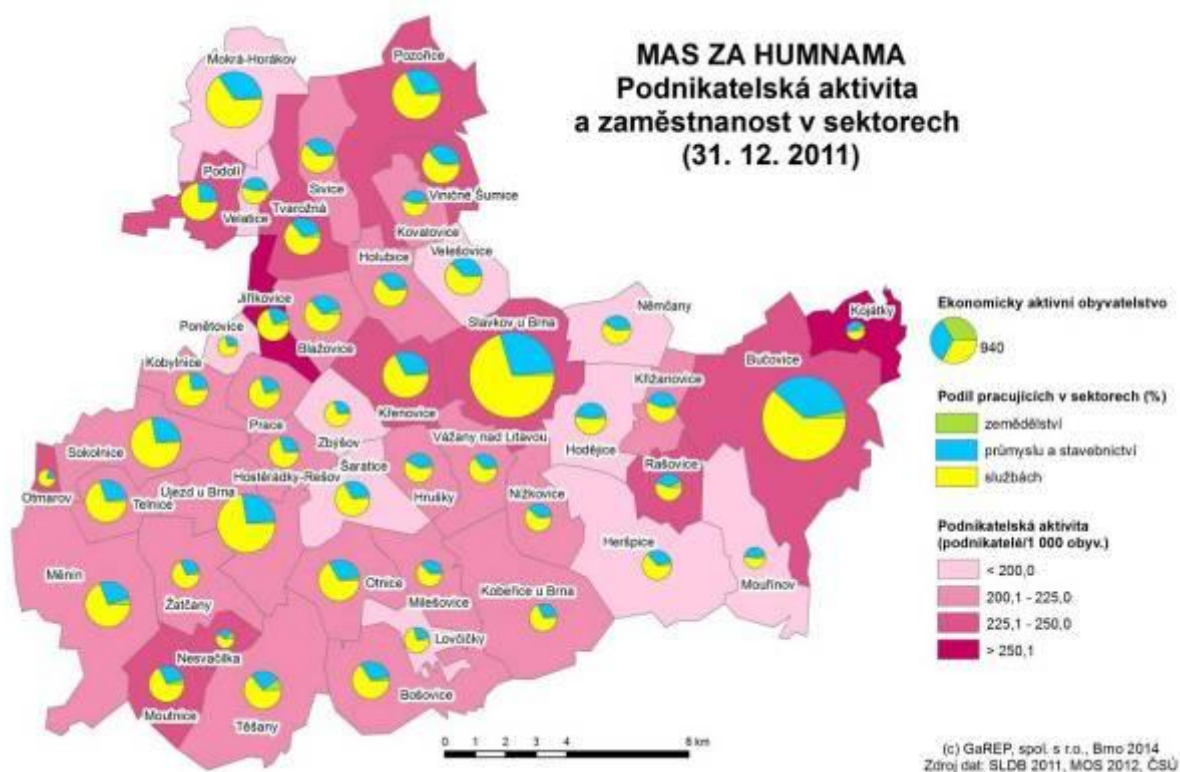 MAS ZA HUMNAMA
Podnikatelská aktivita
a zaměstnanost v sektorech
(31. 12. 2011)
Mokrá-Horákov
Pozořice
Podolí
Sivice
Viničné Šumice
Velatice
Tvarožná
Kovalovice
Holubice
Velešovice
Jiříkovice
Němčany
Kojátky
Slavkov u Brna
Ponětovice
Blažovice
Bučovice
Kobylnice
Křižanovice
Prace
Křenovice
Zbýšov
Vážany nad Litavou
Hodějice
Sokolnice
Rašovice
Hostěrádky-Rešov
Šaratice
Otmarov
Telnice
Újezd u Brna
Hrušky
Nížkovice
Heršpice
Měnín
Mouřínov
Žatčany
Otnice
Milešovice
Kobeřice u Brna
Lovčičky
Nesvačilka
Moutnice
Těšany
Bošovice
Ekonomicky aktivní obyvatelstvo
940
Podíl pracujících v sektorech (%)
zemědělství
průmyslu a stavebnictví
službách
Podnikatelská aktivita
(podnikatelé/1 000 obyv.)
< 200,0
200,1 - 225,0
225,1 - 250,0
> 250,1
0 1 2 3 4 6 km
(c) GaREP, spol. s r.o., Brno 2014
Zdroj dat: SLDB 2011, MOS 2012, ČSÚ